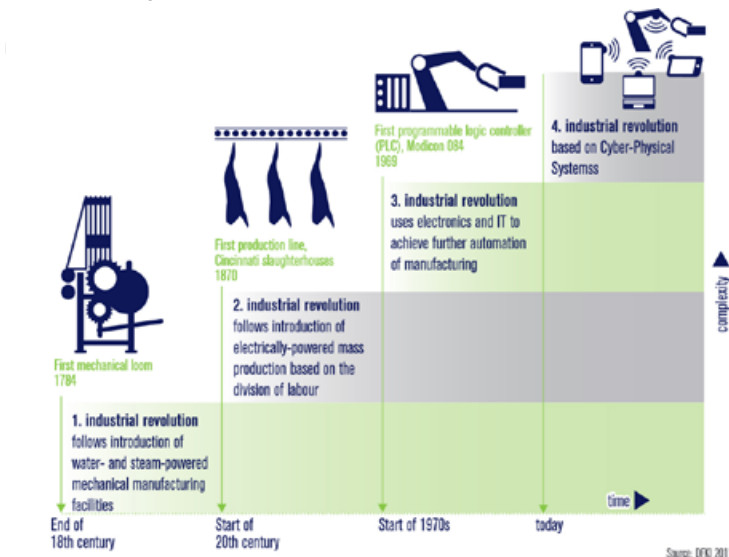 4. industrial revolution
based on Cyber-Physical
Systemss
First programmable logic controller
(PLC), Modicon 084
1969
3. industrial revolution
uses electronics and IT to
achieve further automation
of manufacturing
First production line,
Cincinnati slaughterhouses
1870
2. industrial revolution
follows introduction of
electrically-powered mass
production based on the
division of labour
First mechanical loom
1784
1. industrial revolution
follows introduction of
water- and steam-powered
mechanical manufacturing
facilities
complexity
time
End of
18th century
Start of
20th century
Start of 1970s
today
Source: DFKI 201